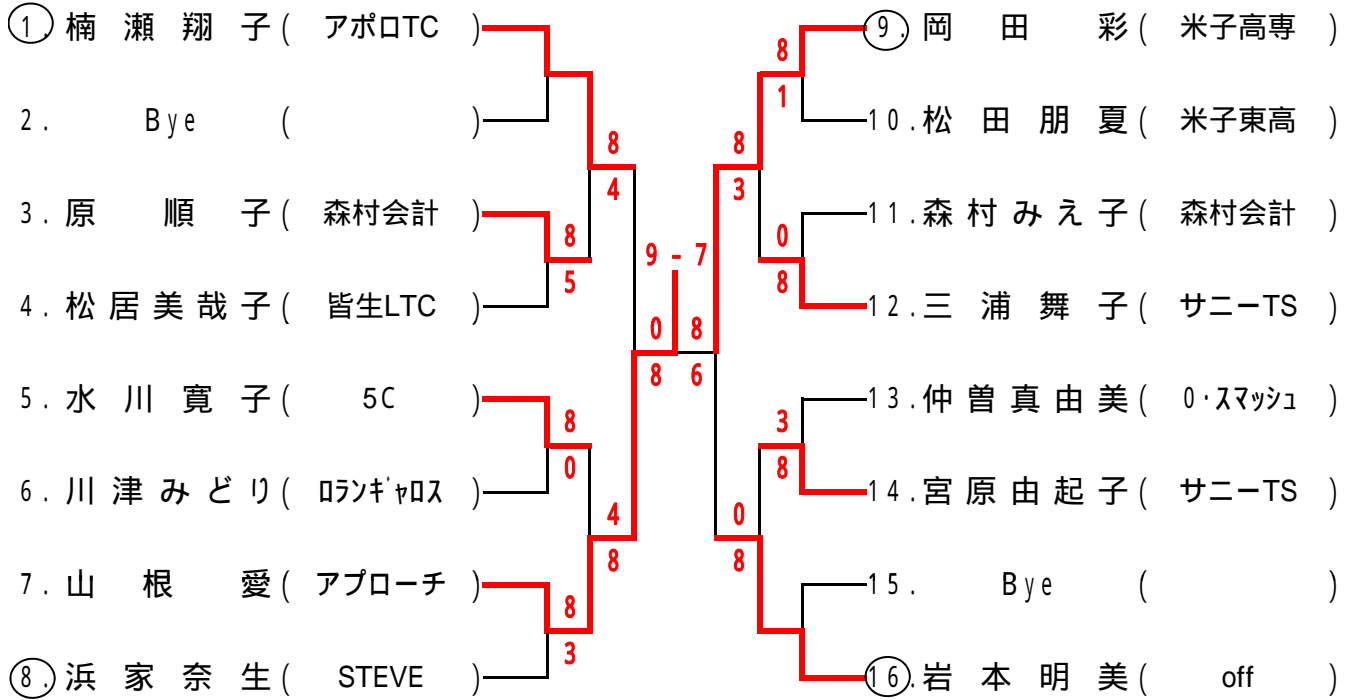 1. 楠瀬翔子( アポロTC )
2. Bye ( )
3. 原順子( 森村会計 )
4. 松居美哉子( 皆生LTC )
5. 水川寛子( 5C )
6. 川津みどり( ﾛﾗﾝｷﾞｬﾛｽ )
7. 山根愛( アプローチ )
8. 浜家奈生( STEVE )
8
5
8
0
8
3
8
4
4
8
0
8
9-7
8
6
8
3
0
8
8
1
0
8
3
8
9. 岡田彩( 米子高専 )
10. 松田朋夏( 米子東高 )
11. 森村みえ子( 森村会計 )
12. 三浦舞子( サニーTS )
13. 仲曽真由美( 0・ｽﾏｯｼｭ )
14. 宮原由起子( サニーTS )
15. Bye ( )
16. 岩本明美( off )